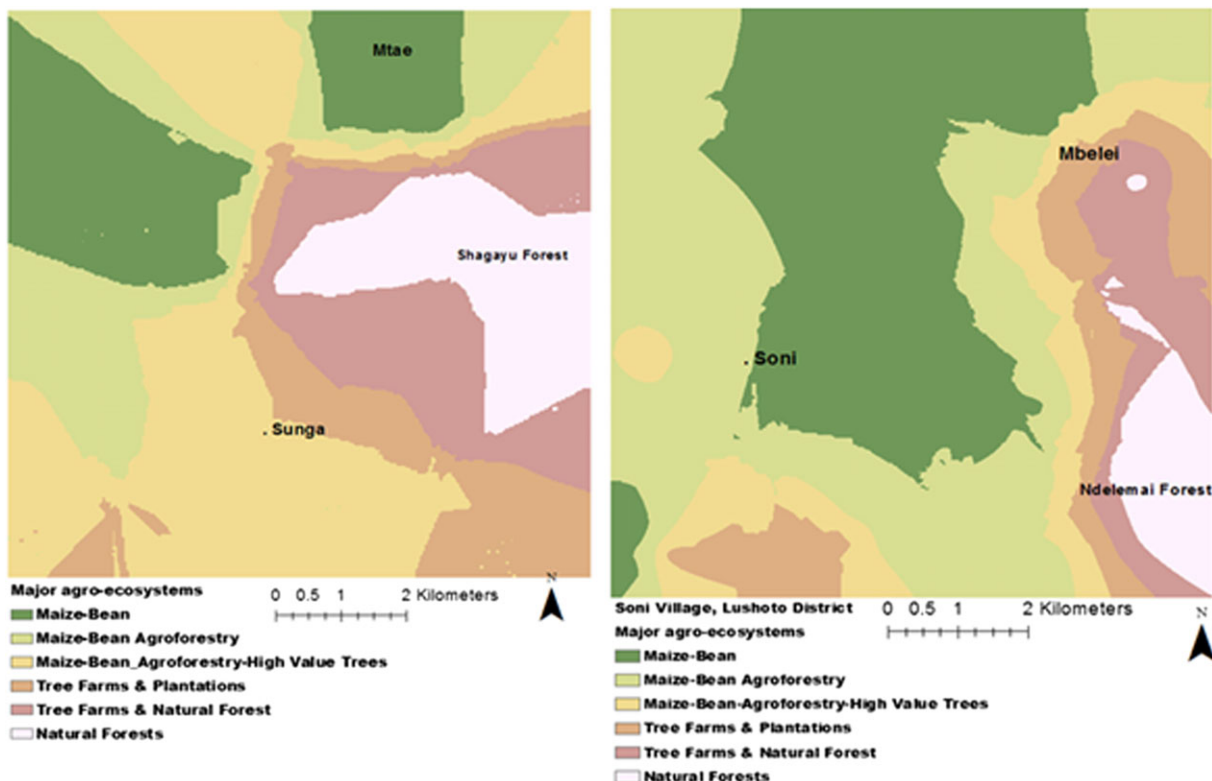 Mtae
Shagayu Forest
. Sunga
Major agro-ecosystems
0 0.5 1 2 Kilometers
N
Maize-Bean
Maize-Bean Agroforestry
Maize-Bean_Agroforestry-High Value Trees
Tree Farms & Plantations
Tree Farms & Natural Forest
Natural Forests
Mbelei
. Soni
Ndelemai Forest
Soni Village, Lushoto District
0 0.5 1 2 Kilometers
N
Major agro-ecosystems
Maize-Bean
Maize-Bean Agroforestry
Maize-Bean-Agroforestry-High Value Trees
Tree Farms & Plantations
Tree Farms & Natural Forest
Natural Forests